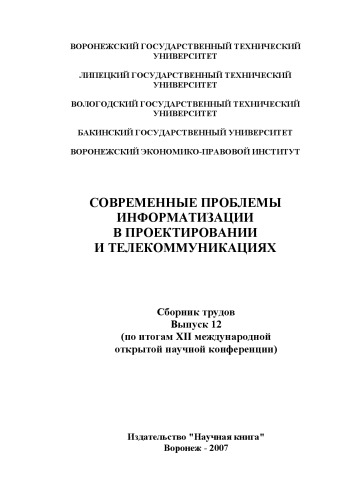 ВОРОНЕЖСКИЙ ГОСУДАРСТВЕННЫЙ ТЕХНИЧЕСКИЙ
УНИВЕРСИТЕТ
ЛИПЕЦКИЙ ГОСУДАРСТВЕННЫЙ ТЕХНИЧЕСКИЙ
УНИВЕРСИТЕТ
ВОЛОГОДСКИЙ ГОСУДАРСТВЕННЫЙ ТЕХНИЧЕСКИЙ
УНИВЕРСИТЕТ
БАКИНСКИЙ ГОСУДАРСТВЕННЫЙ УНИВЕРСИТЕТ
ВОРОНЕЖСКИЙ ЭКОНОМИКО-ПРАВОВОЙ ИНСТИТУТ
СОВРЕМЕННЫЕ ПРОБЛЕМЫ
ИНФОРМАТИЗАЦИИ
В ПРОЕКТИРОВАНИИ
И ТЕЛЕКОММУНИКАЦИЯХ
Сборник трудов
Выпуск 12
(по итогам XII международной
открытой научной конференции)
Издательство "Научная книга"
Воронеж - 2007